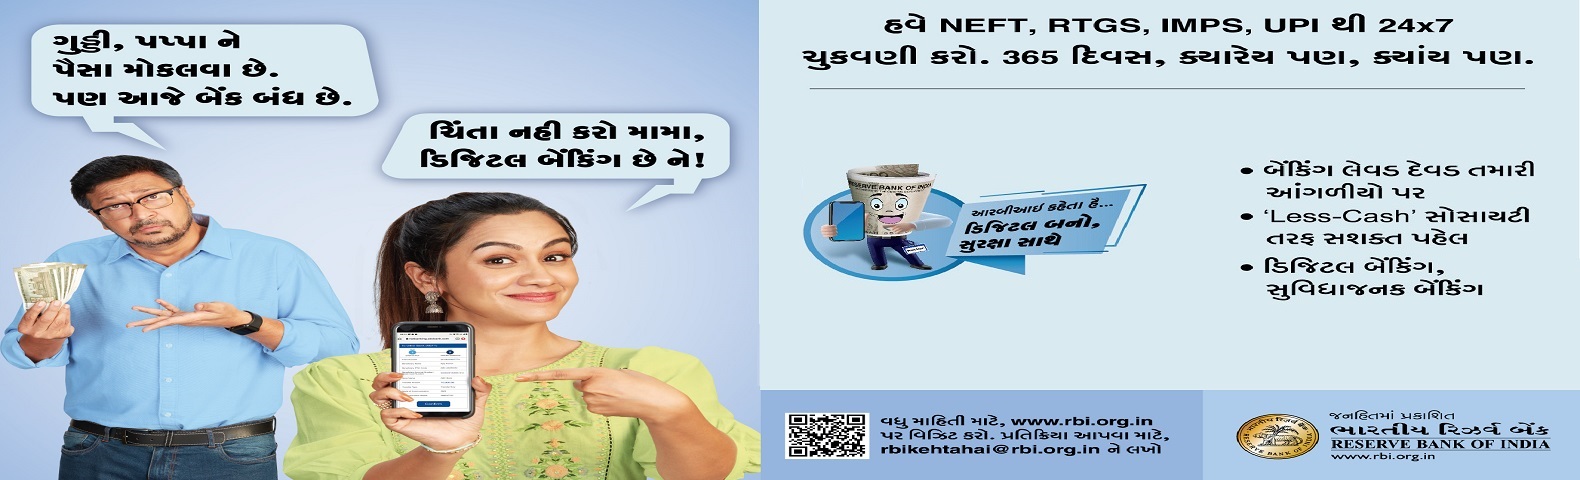 ગુડ્ડી, પપ્પા ને
પૈસા મોકલવા છે.
પણ આજે બેંક બંધ છે.
ચિંતા નહી કરો મામા,
ડિજિટલ બેંકિંગ છે ને!
હવે NEFT, RTGS, IMPS, UPI થી 24x7
ચુકવણી કરો. 365 દિવસ, ક્યારેય પણ, ક્યાંય પણ.
RESERVE BANK OF INDIA
આરબીઆઇ કહેતા હૈ...
ડિજિટલ બનો,
સુરક્ષા સાથે
• બેંકિંગ લેવડ દેવડ તમારી
આંગળીયો પર
• ‘Less-Cash’ સોસાયટી
તરફ સશક્ત પહેલ
• ડિજિટલ બેંકિંગ,
સુવિધાજનક બેંકિંગ
વધુ માહિતી માટે, www.rbi.org.in
પર વિઝિટ કરો. પ્રતિક્રિયા આપવા માટે,
rbikehtahai@rbi.org.in ને લખો
જનહિતમાં પ્રકાશિત
ભારતીય રિઝર્વ બેંક
RESERVE BANK OF INDIA
www.rbi.org.in